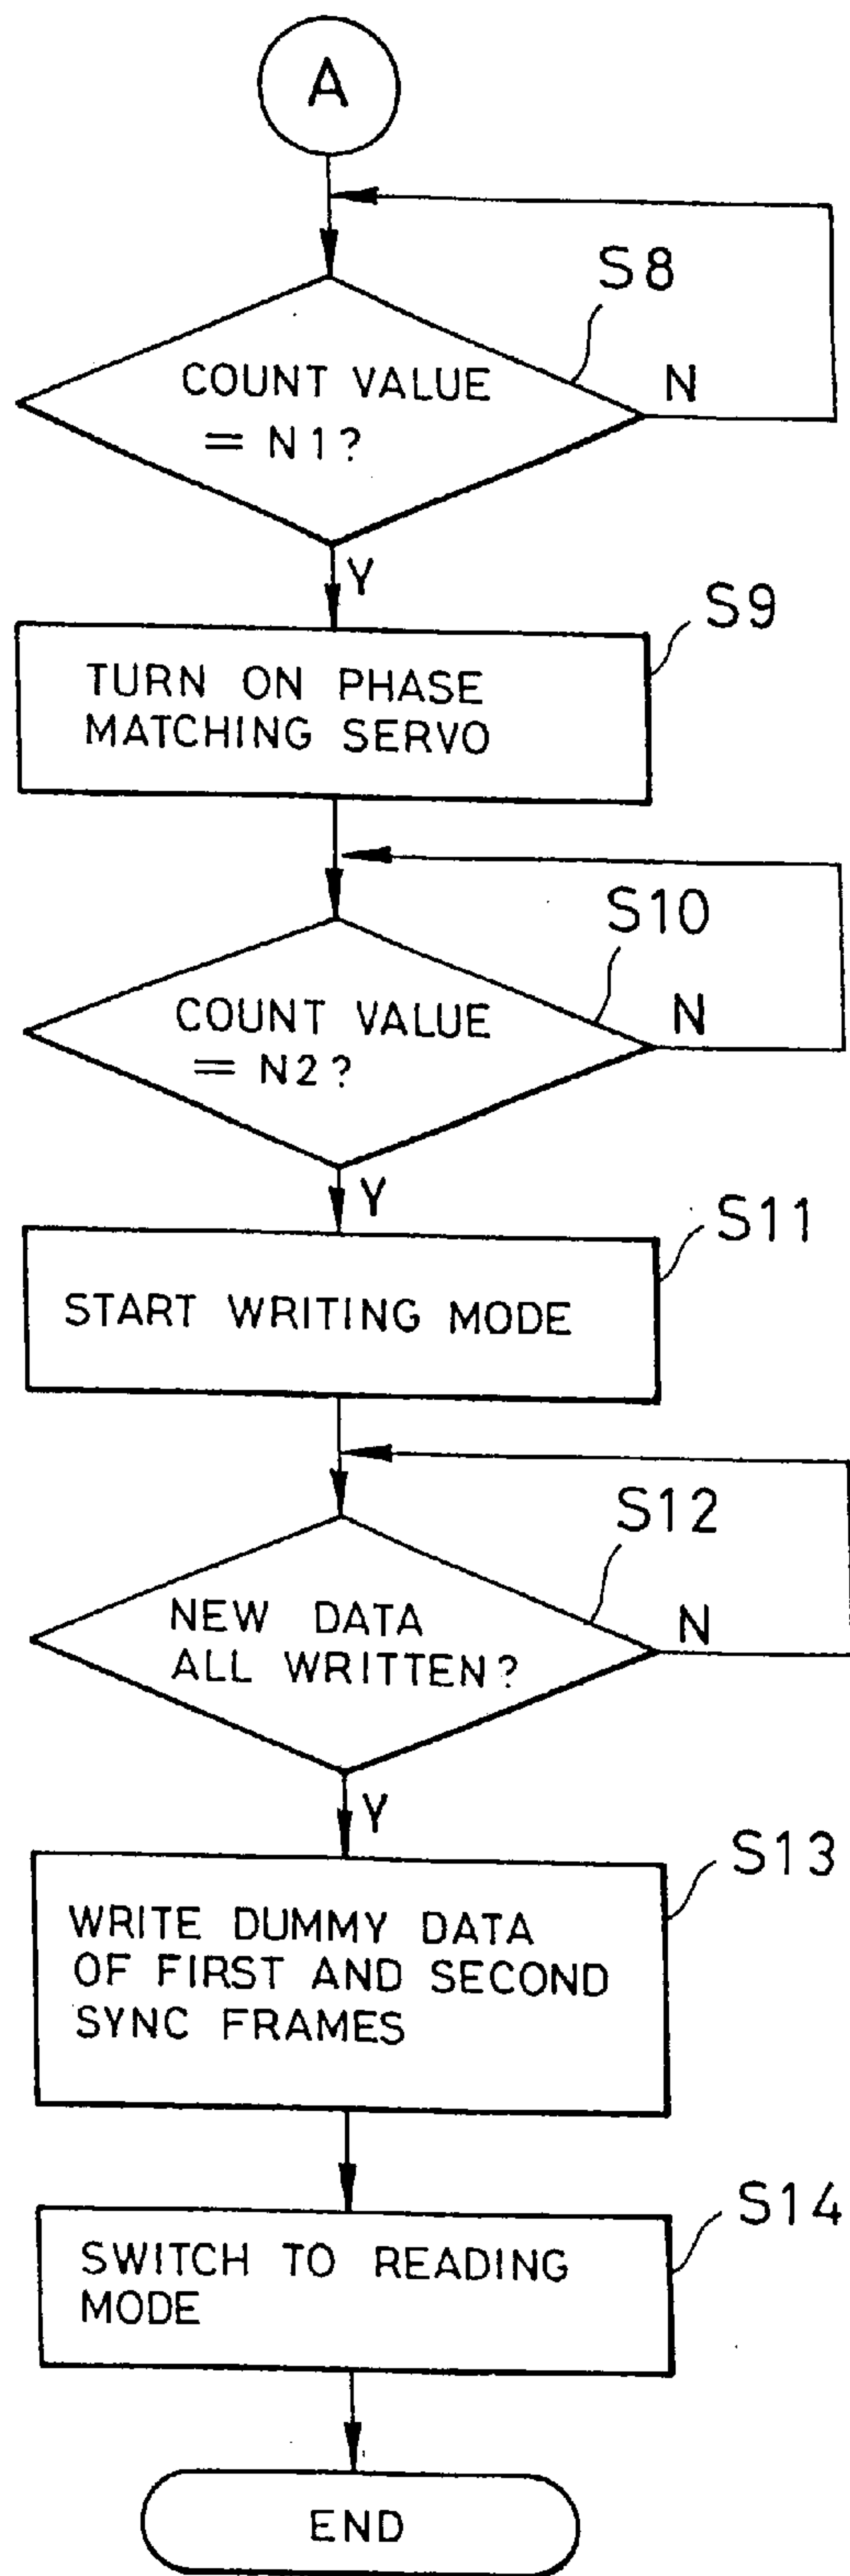 A
S8
COUNT VALUE
= N1?
N
Y
S9
TURN ON PHASE
MATCHING SERVO
S10
COUNT VALUE
= N2?
N
Y
S11
START WRITING MODE
S12
NEW DATA
ALL WRITTEN?
N
Y
S13
WRITE DUMMY DATA
OF FIRST AND SECOND
SYNC FRAMES
S14
SWITCH TO READING
MODE
END